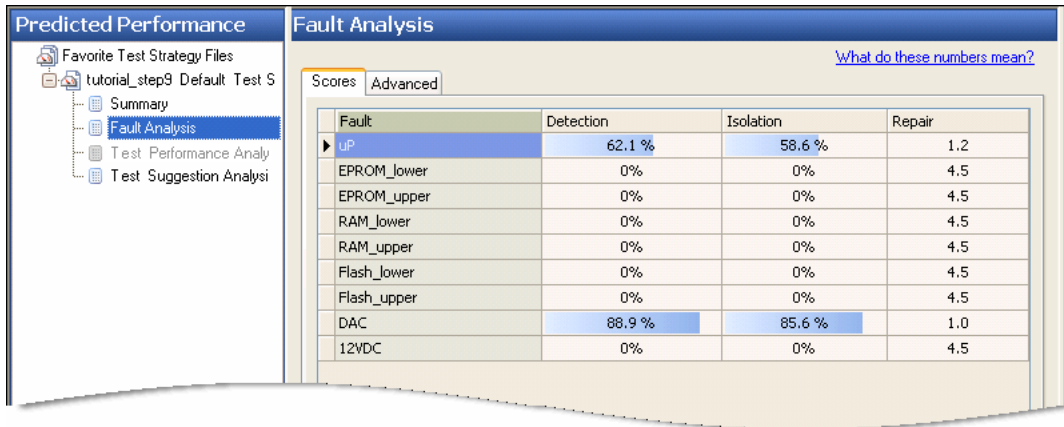 Predicted Performance
Favorite Test Strategy Files
tutorial_step9 Default Test S
Summary
Fault Analysis
Test Performance Analy
Test Suggestion Analysi
Fault Analysis
What do these numbers mean?
Scores Advanced
Fault Detection Isolation Repair
uP 62.1 % 58.6 % 1.2
EPROM_lower 0% 0% 4.5
EPROM_upper 0% 0% 4.5
RAM_lower 0% 0% 4.5
RAM_upper 0% 0% 4.5
Flash_lower 0% 0% 4.5
Flash_upper 0% 0% 4.5
DAC 88.9 % 85.6 % 1.0
12VDC 0% 0% 4.5